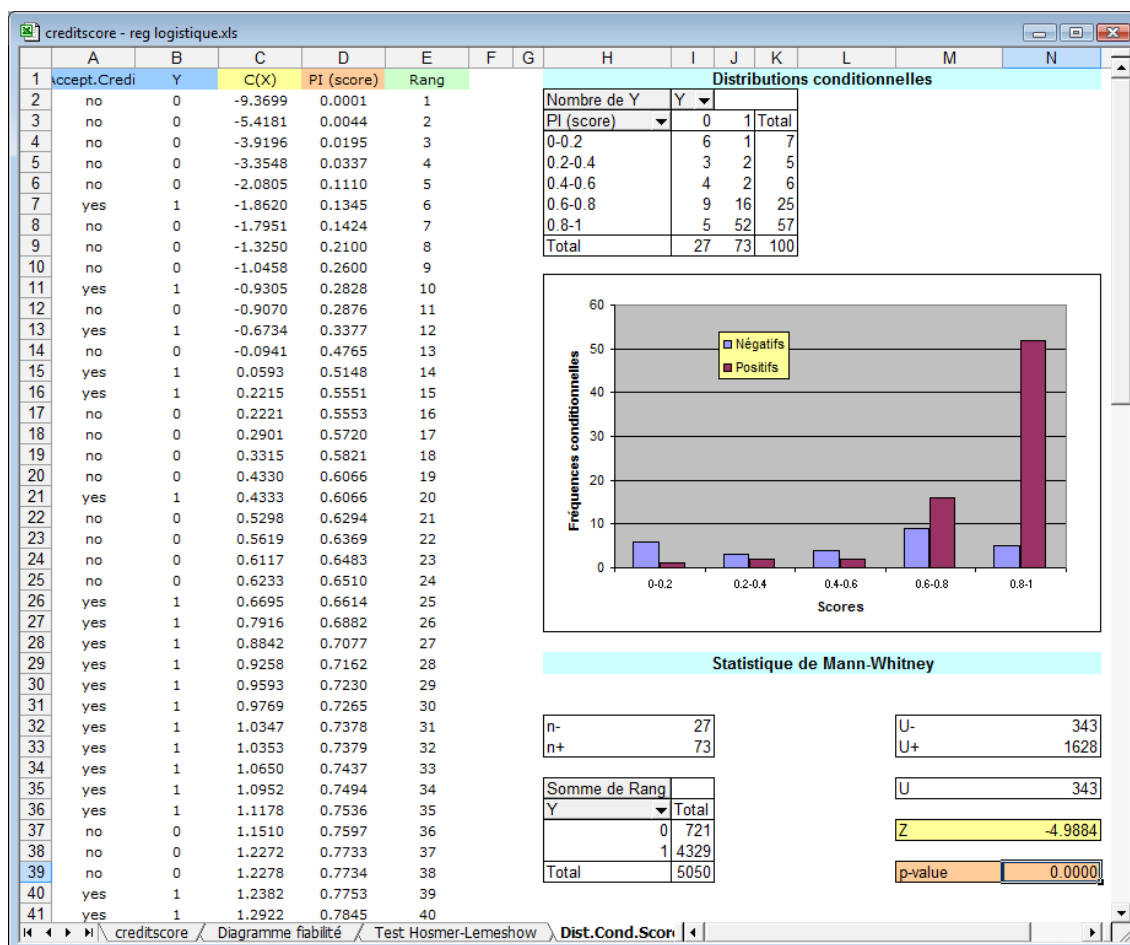 creditscore - reg logistique.xls
A B C D E F G H I J K L M N
1 Accept.Credi Y C(X) PI (score) Rang Distributions conditionnelles
2 no 0 -9.3699 0.0001 1 Nombre de Y Y
3 no 0 -5.4181 0.0044 2 PI (score) 0 1 Total
4 no 0 -3.9196 0.0195 3 0-0.2 6 1 7
5 no 0 -3.3548 0.0337 4 0.2-0.4 3 2 5
6 no 0 -2.0805 0.1110 5 0.4-0.6 4 2 6
7 yes 1 -1.8620 0.1345 6 0.6-0.8 9 16 25
8 no 0 -1.7951 0.1424 7 0.8-1 5 52 57
9 no 0 -1.3250 0.2100 8 Total 27 73 100
10 no 0 -1.0458 0.2600 9
11 yes 1 -0.9305 0.2828 10
12 no 0 -0.9070 0.2876 11
13 yes 1 -0.6734 0.3377 12
14 no 0 -0.0941 0.4765 13
15 yes 1 0.0593 0.5148 14
16 yes 1 0.2215 0.5551 15
17 no 0 0.2221 0.5553 16
18 no 0 0.2901 0.5720 17
19 no 0 0.3315 0.5821 18
20 no 0 0.4330 0.6066 19
21 yes 1 0.4333 0.6066 20
22 no 0 0.5298 0.6294 21
23 no 0 0.5619 0.6369 22
24 no 0 0.6117 0.6483 23
25 no 0 0.6233 0.6510 24
26 yes 1 0.6695 0.6614 25
27 yes 1 0.7916 0.6882 26
28 yes 1 0.8842 0.7077 27
29 yes 1 0.9258 0.7162 28 Statistique de Mann-Whitney
30 yes 1 0.9593 0.7230 29
31 yes 1 0.9769 0.7265 30
32 yes 1 1.0347 0.7378 31 n- 27 U- 343
33 yes 1 1.0353 0.7379 32 n+ 73 U+ 1628
34 yes 1 1.0650 0.7437 33
35 yes 1 1.0952 0.7494 34 Somme de Rang U 343
36 yes 1 1.1178 0.7536 35 Y Total
37 no 0 1.1510 0.7597 36 0 721 Z -4.9884
38 no 0 1.2272 0.7733 37 1 4329
39 no 0 1.2278 0.7734 38 Total 5050 p-value 0.0000
40 yes 1 1.2382 0.7753 39
41 yes 1 1.2922 0.7845 40
Fréquences conditionnelles
60
50
40
30
20
10
0
Négatifs
Positifs
0-0.2 0.2-0.4 0.4-0.6 0.6-0.8 0.8-1
Scores
creditscore Diagramme fiabilité Test Hosmer-Lemeshow Dist.Cond.Score